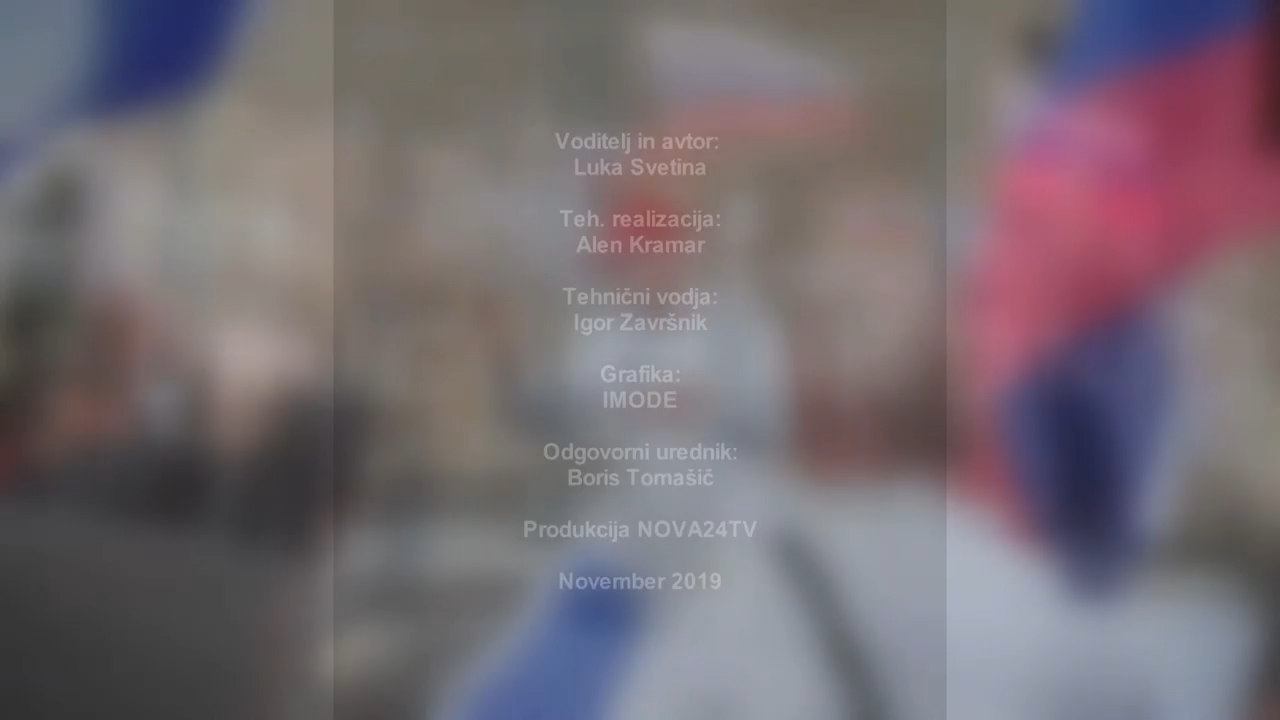 Voditelj in avtor:
Luka Svetina
Teh. realizacija:
Alen Kramar
Tehnični vodja:
Igor Završnik
Grafika:
IMODE
Odgovorni urednik:
Boris Tomašič
Produkcija NOVA24TV
November 2019